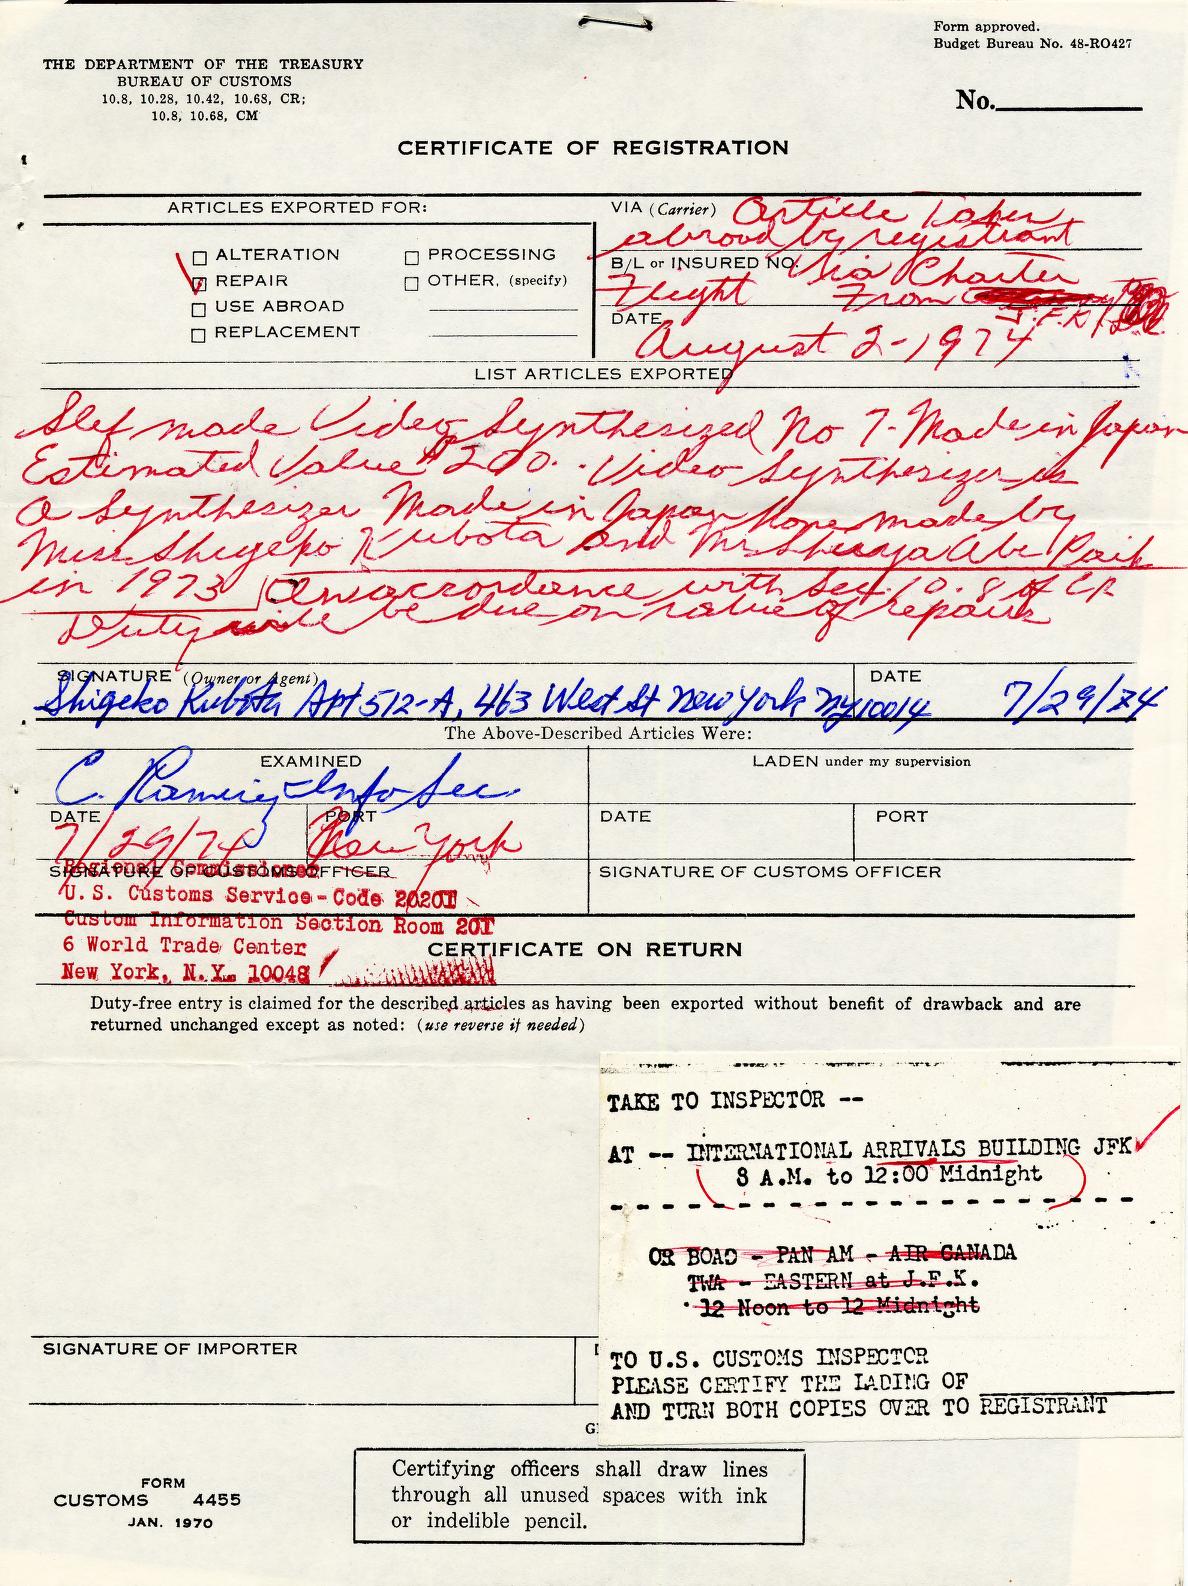 Form approved.
Budget Bureau No. 48-RO427
THE DEPARTMENT OF THE TREASURY
BUREAU OF CUSTOMS
10.8, 10.28, 10.42, 10.68, CR;
10.8, 10.68, CM
No.
CERTIFICATE OF REGISTRATION
ARTICLES EXPORTED FOR:
ALTERATION
REPAIR
USE ABROAD
REPLACEMENT
PROCESSING
OTHER, (specify)
VIA (Carrier) Article Taken
abroad by registrant
B/L or INSURED NO. Via Charter
Flight From
J.F.K.
DATE
August 2-1974
LIST ARTICLES EXPORTED
Slef made Video Synthesized No 7- Made in Japan
Estimated Value $200. - Video Synthesizer is
a Synthesizer Made in Japan home made by
Miss Shigeko Kubota and Mr Shuya Abe Paik
in 1973 In accordance with Sec. 10.8 of CR
Duty will be due on value of repairs
SIGNATURE (Owner or Agent)
DATE
Shigeko Kubota Apt 512-A, 463 West St New York NY 10014 7/29/74
The Above-Described Articles Were:
EXAMINED
LADEN under my supervision
C. Ramirez Info Sec.
DATE
PORT
DATE
PORT
7/29/74 New York
SIGNATURE OF CUSTOMS OFFICER
SIGNATURE OF CUSTOMS OFFICER
Regional Commissioner
U.S. Customs Service - Code 2020T
Custom Information Section Room 20T
6 World Trade Center
New York, N.Y. 10048
CERTIFICATE ON RETURN
Duty-free entry is claimed for the described articles as having been exported without benefit of drawback and are
returned unchanged except as noted: (use reverse if needed)
TAKE TO INSPECTOR --
AT -- INTERNATIONAL ARRIVALS BUILDING JFK
8 A.M. to 12:00 Midnight
OR BOAD - PAN AM - AIR CANADA
TWA - EASTERN at J.F.K.
12 Noon to 12 Midnight
TO U.S. CUSTOMS INSPECTOR
PLEASE CERTIFY THE LADING OF
AND TURN BOTH COPIES OVER TO REGISTRANT
SIGNATURE OF IMPORTER
FORM
CUSTOMS 4455
JAN. 1970
Certifying officers shall draw lines
through all unused spaces with ink
or indelible pencil.